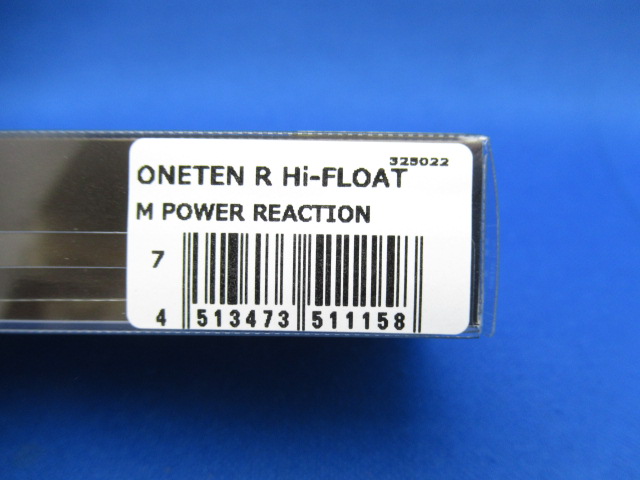 325022
ONETEN R Hi-FLOAT
M POWER REACTION
7
4 513473 511158